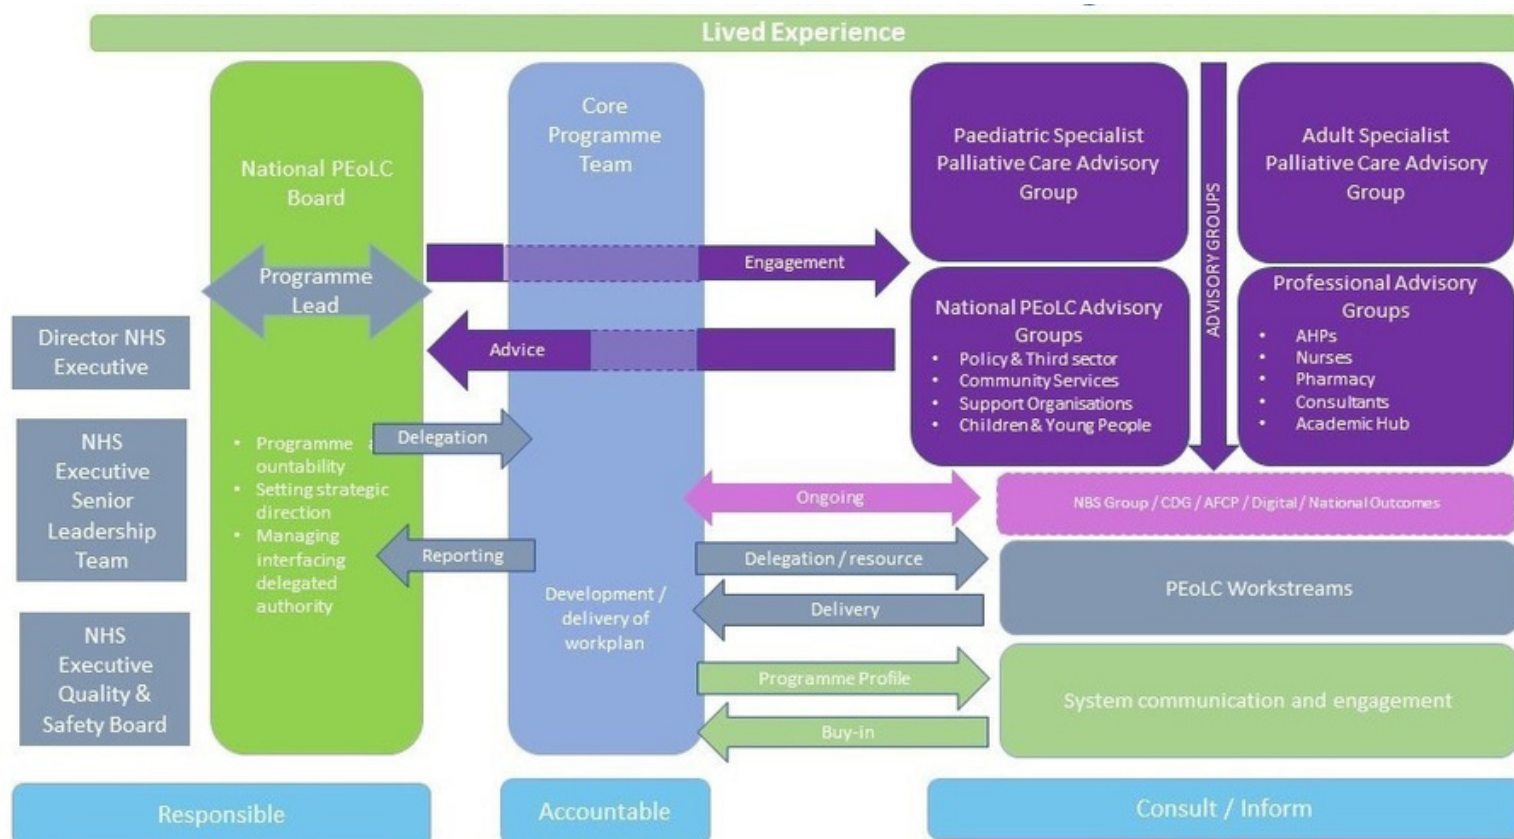 Lived Experience
National PEoLC
Board
Programme
Lead
Director NHS
Executive
NHS
Executive
Senior
Leadership
Team
NHS
Executive
Quality &
Safety Board
• Programme a
ountability
• Setting strategic
direction
• Managing
interfacing
delegated
authority
Core
Programme
Team
Development /
delivery of
workplan
Engagement
Advice
Delegation
Reporting
Ongoing
Delegation / resource
Delivery
Programme Profile
Buy-in
Paediatric Specialist
Palliative Care Advisory
Group
ADVISORY GROUPS
Adult Specialist
Palliative Care Advisory
Group
National PEoLC Advisory
Groups
• Policy & Third sector
• Community Services
• Support Organisations
• Children & Young People
Professional Advisory
Groups
• AHPs
• Nurses
• Pharmacy
• Consultants
• Academic Hub
NBS Group / CDG / AFCP / Digital / National Outcomes
PEoLC Workstreams
System communication and engagement
Responsible
Accountable
Consult / Inform